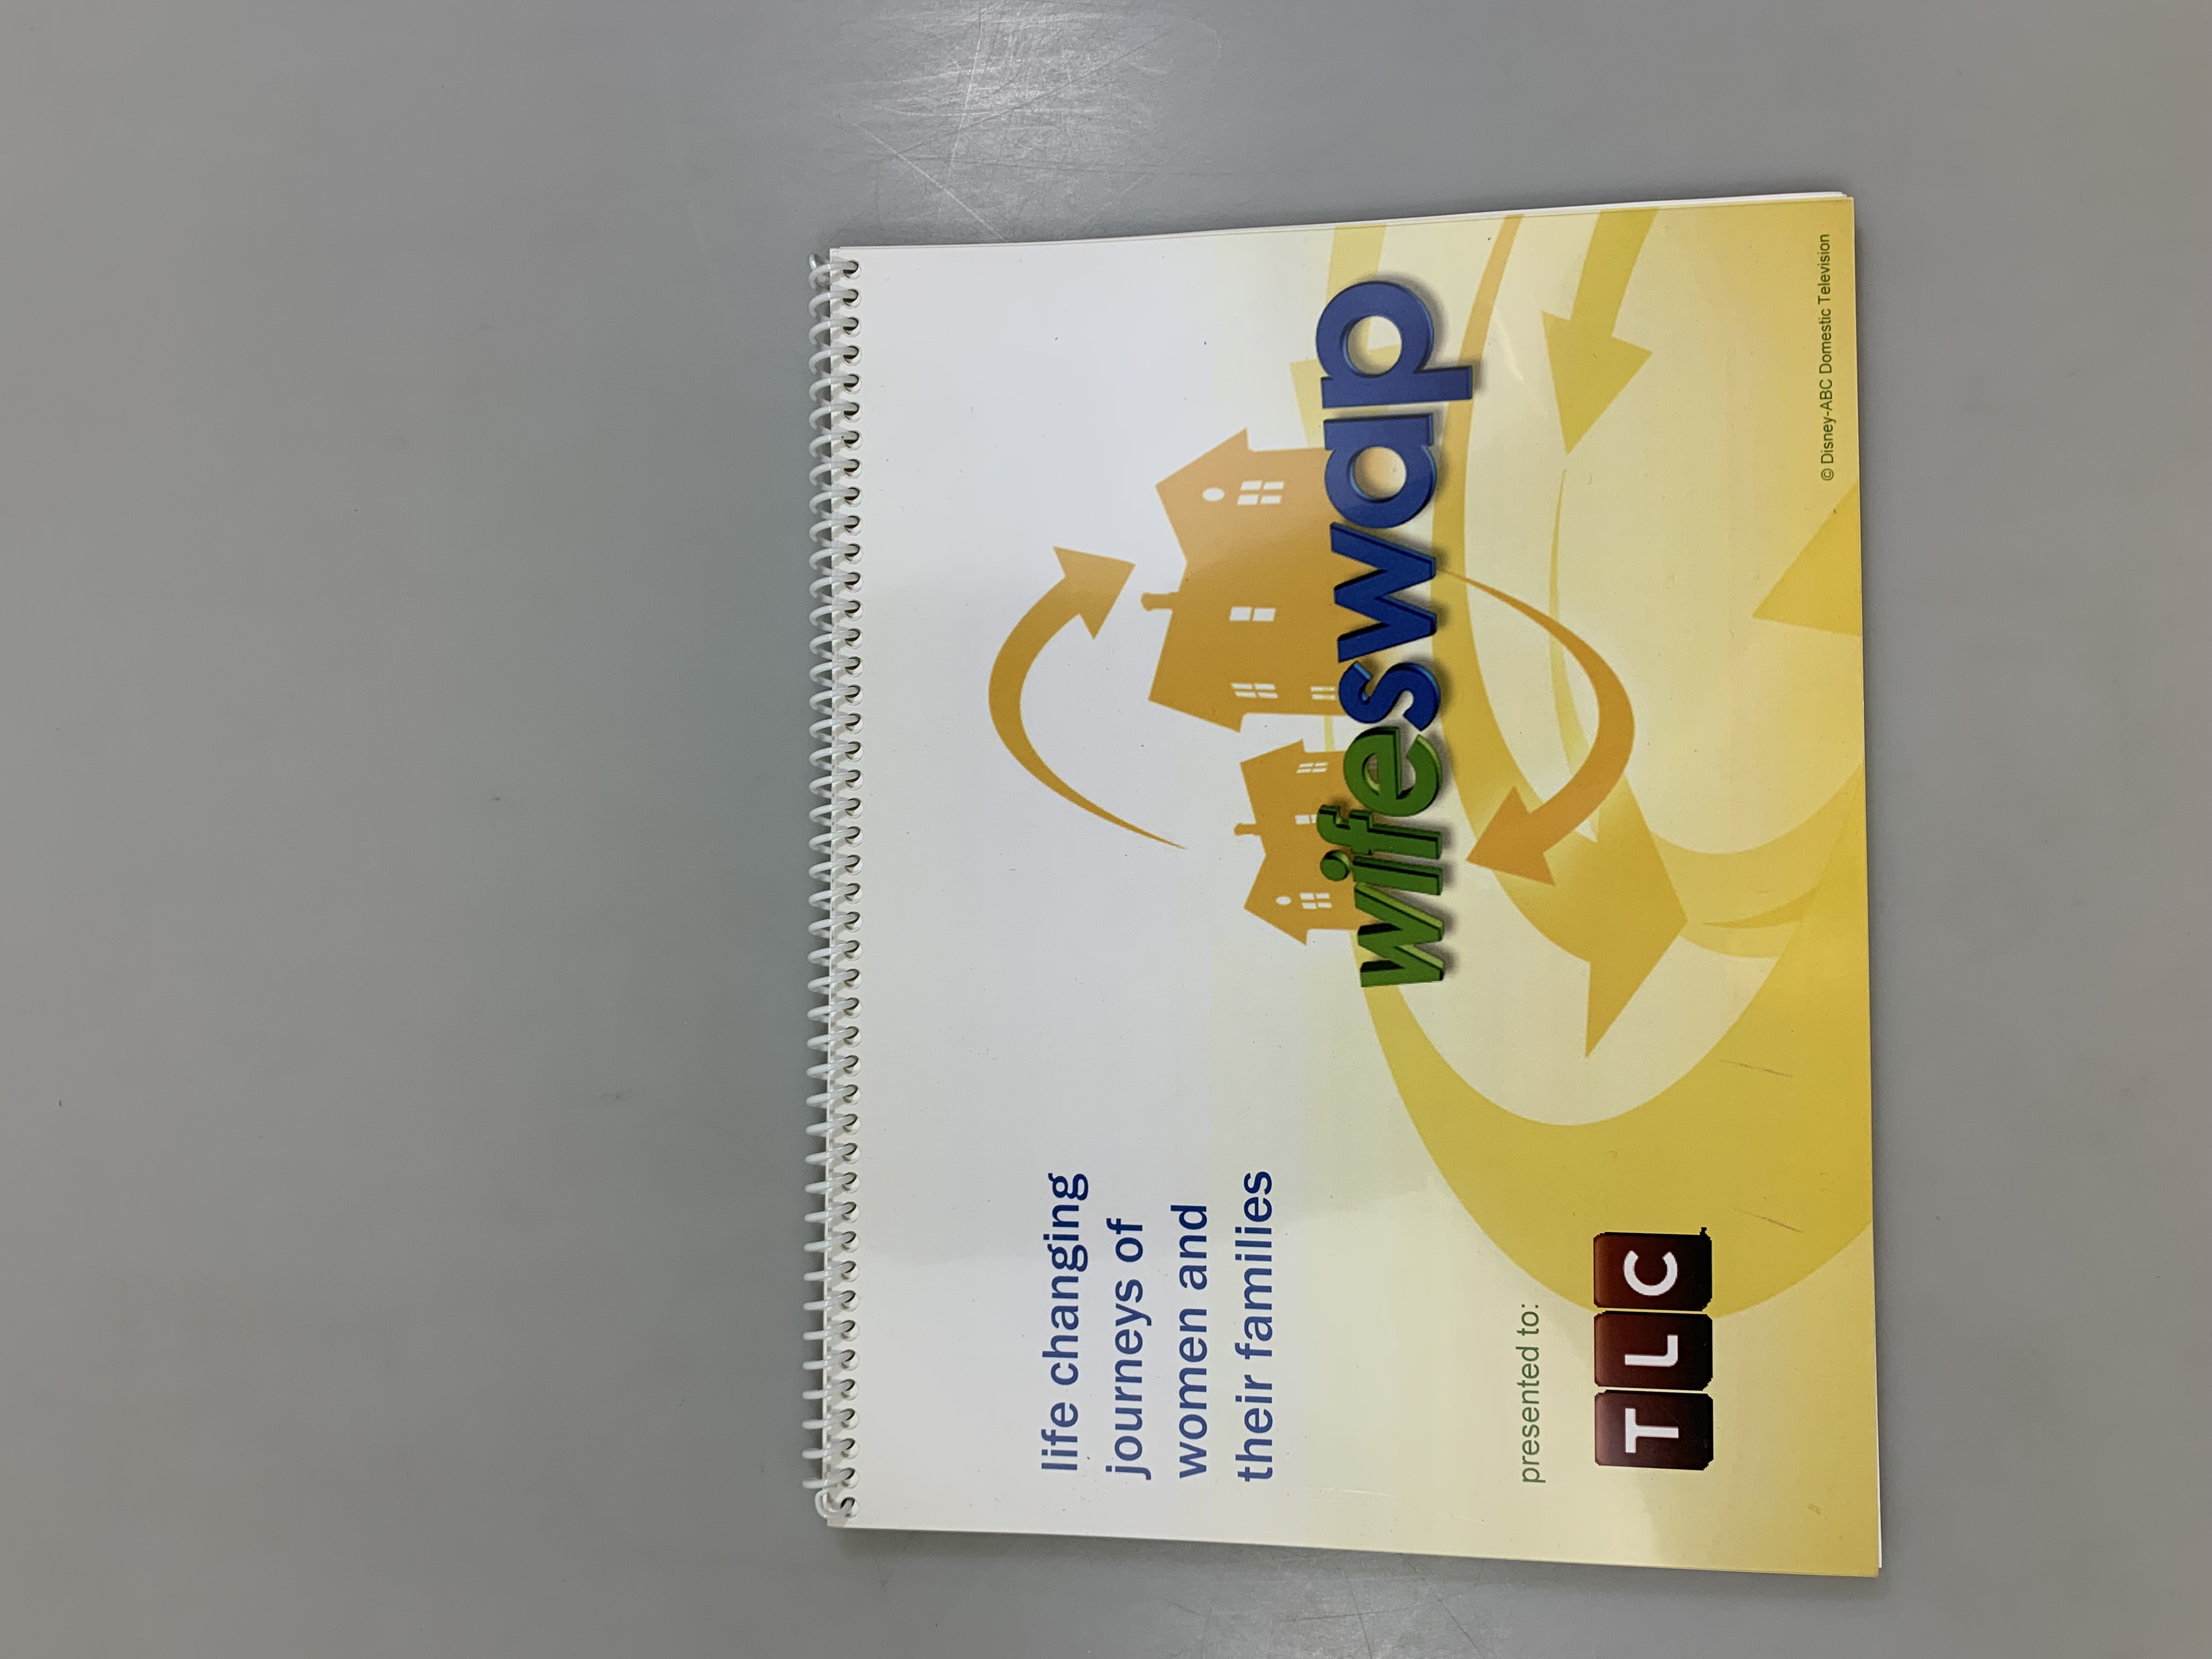 life changing
journeys of
women and
their families
wifeswap
presented to:
TLC
© Disney-ABC Domestic Television